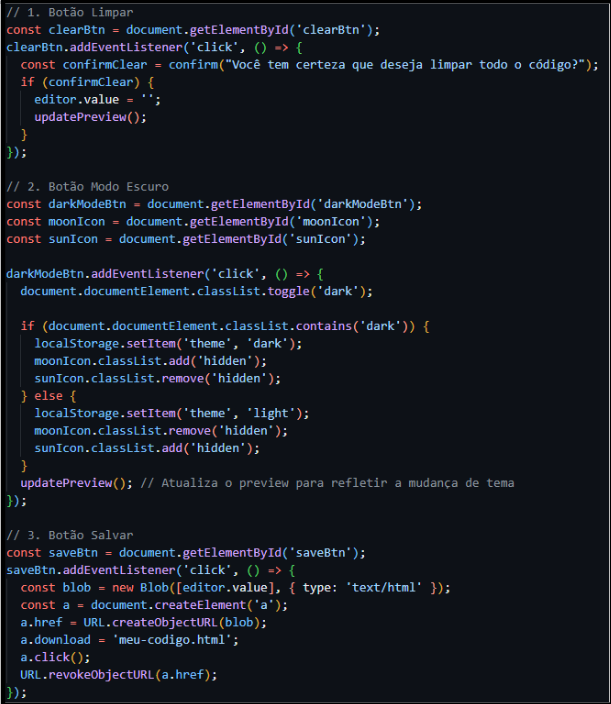 // 1. Botão Limpar
const clearBtn = document.getElementById('clearBtn');
clearBtn.addEventListener('click', () => {
  const confirmClear = confirm("Você tem certeza que deseja limpar todo o código?");
  if (confirmClear) {
    editor.value = '';
    updatePreview();
  }
});

// 2. Botão Modo Escuro
const darkModeBtn = document.getElementById('darkModeBtn');
const moonIcon = document.getElementById('moonIcon');
const sunIcon = document.getElementById('sunIcon');

darkModeBtn.addEventListener('click', () => {
  document.documentElement.classList.toggle('dark');

  if (document.documentElement.classList.contains('dark')) {
    localStorage.setItem('theme', 'dark');
    moonIcon.classList.add('hidden');
    sunIcon.classList.remove('hidden');
  } else {
    localStorage.setItem('theme', 'light');
    moonIcon.classList.remove('hidden');
    sunIcon.classList.add('hidden');
  }
  updatePreview(); // Atualiza o preview para refletir a mudança de tema
});

// 3. Botão Salvar
const saveBtn = document.getElementById('saveBtn');
saveBtn.addEventListener('click', () => {
  const blob = new Blob([editor.value], { type: 'text/html' });
  const a = document.createElement('a');
  a.href = URL.createObjectURL(blob);
  a.download = 'meu-codigo.html';
  a.click();
  URL.revokeObjectURL(a.href);
});